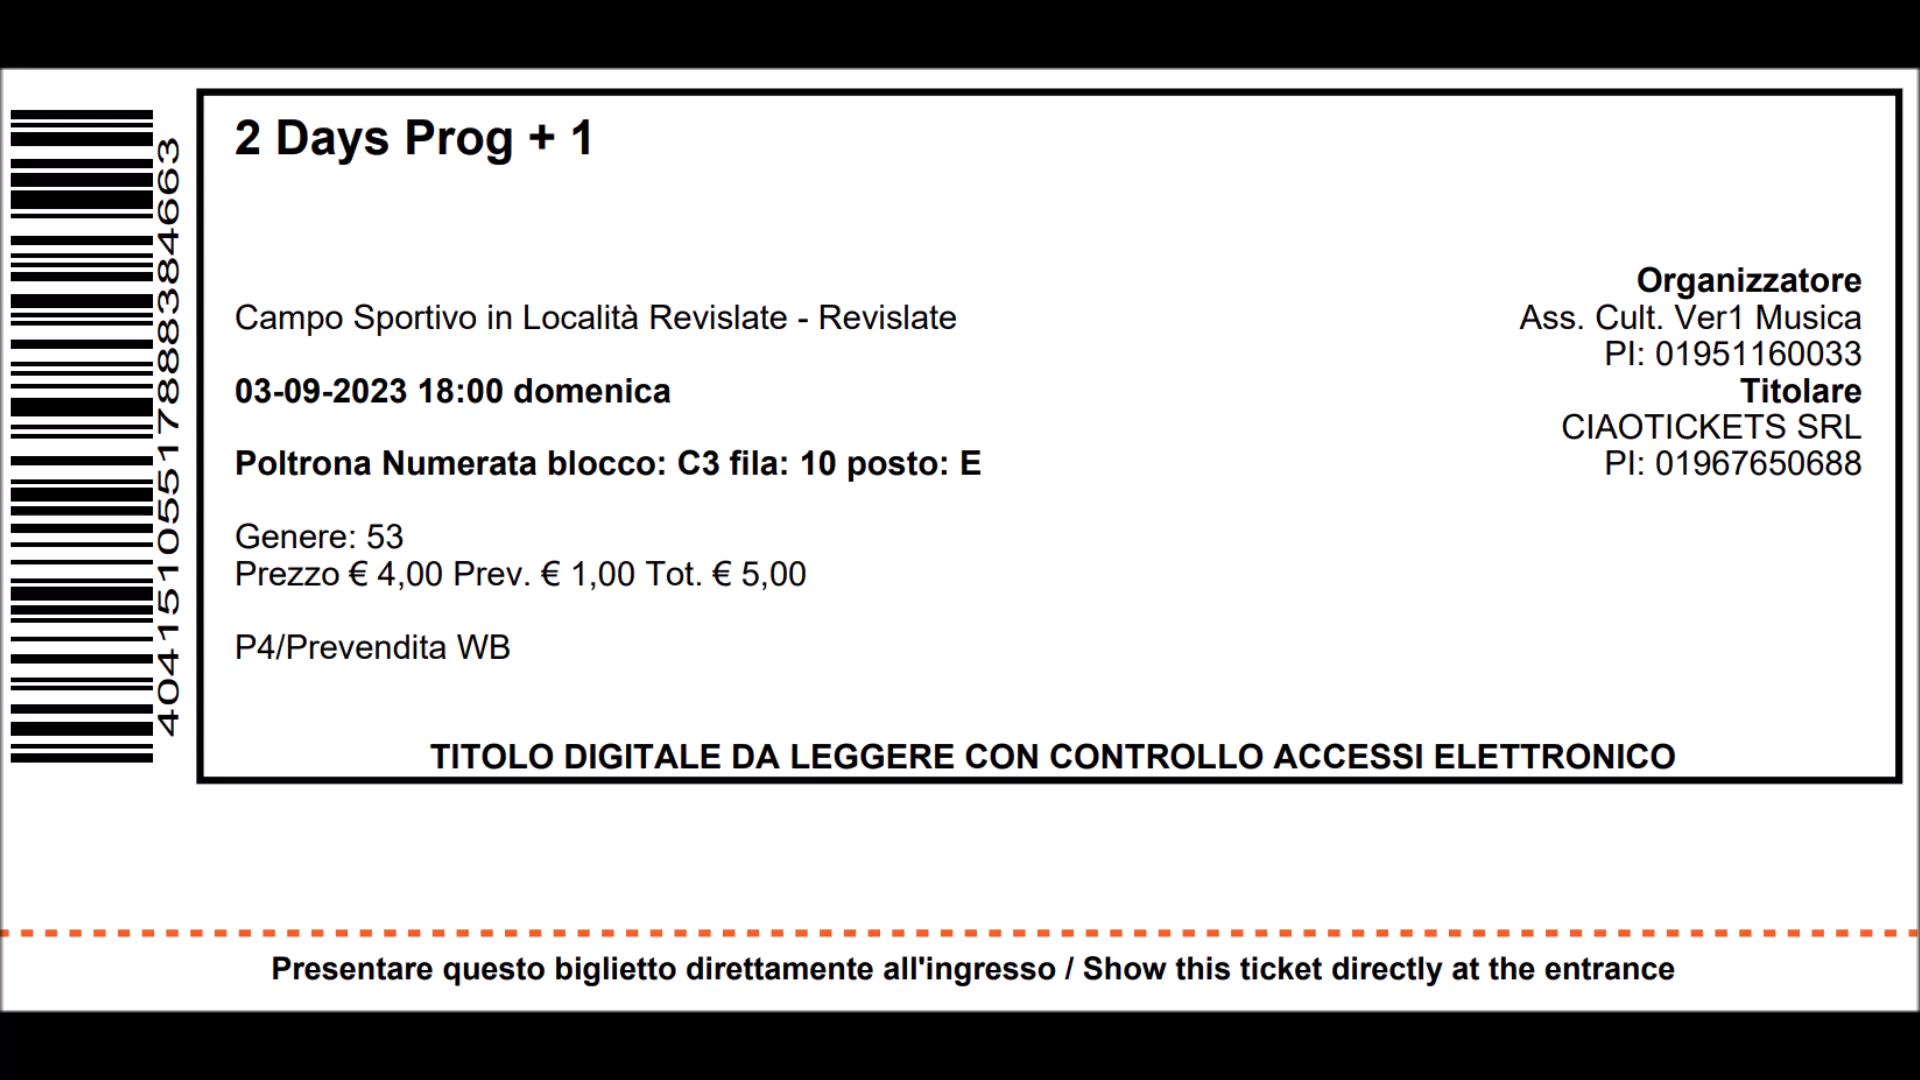 40415105517888384663
2 Days Prog + 1
Campo Sportivo in Località Revislate - Revislate
03-09-2023 18:00 domenica
Poltrona Numerata blocco: C3 fila: 10 posto: E
Genere: 53
Prezzo € 4,00 Prev. € 1,00 Tot. € 5,00
P4/Prevendita WB
Organizzatore
Ass. Cult. Ver1 Musica
PI: 01951160033
Titolare
CIAOTICKETS SRL
PI: 01967650688
TITOLO DIGITALE DA LEGGERE CON CONTROLLO ACCESSI ELETTRONICO
Presentare questo biglietto direttamente all'ingresso / Show this ticket directly at the entrance